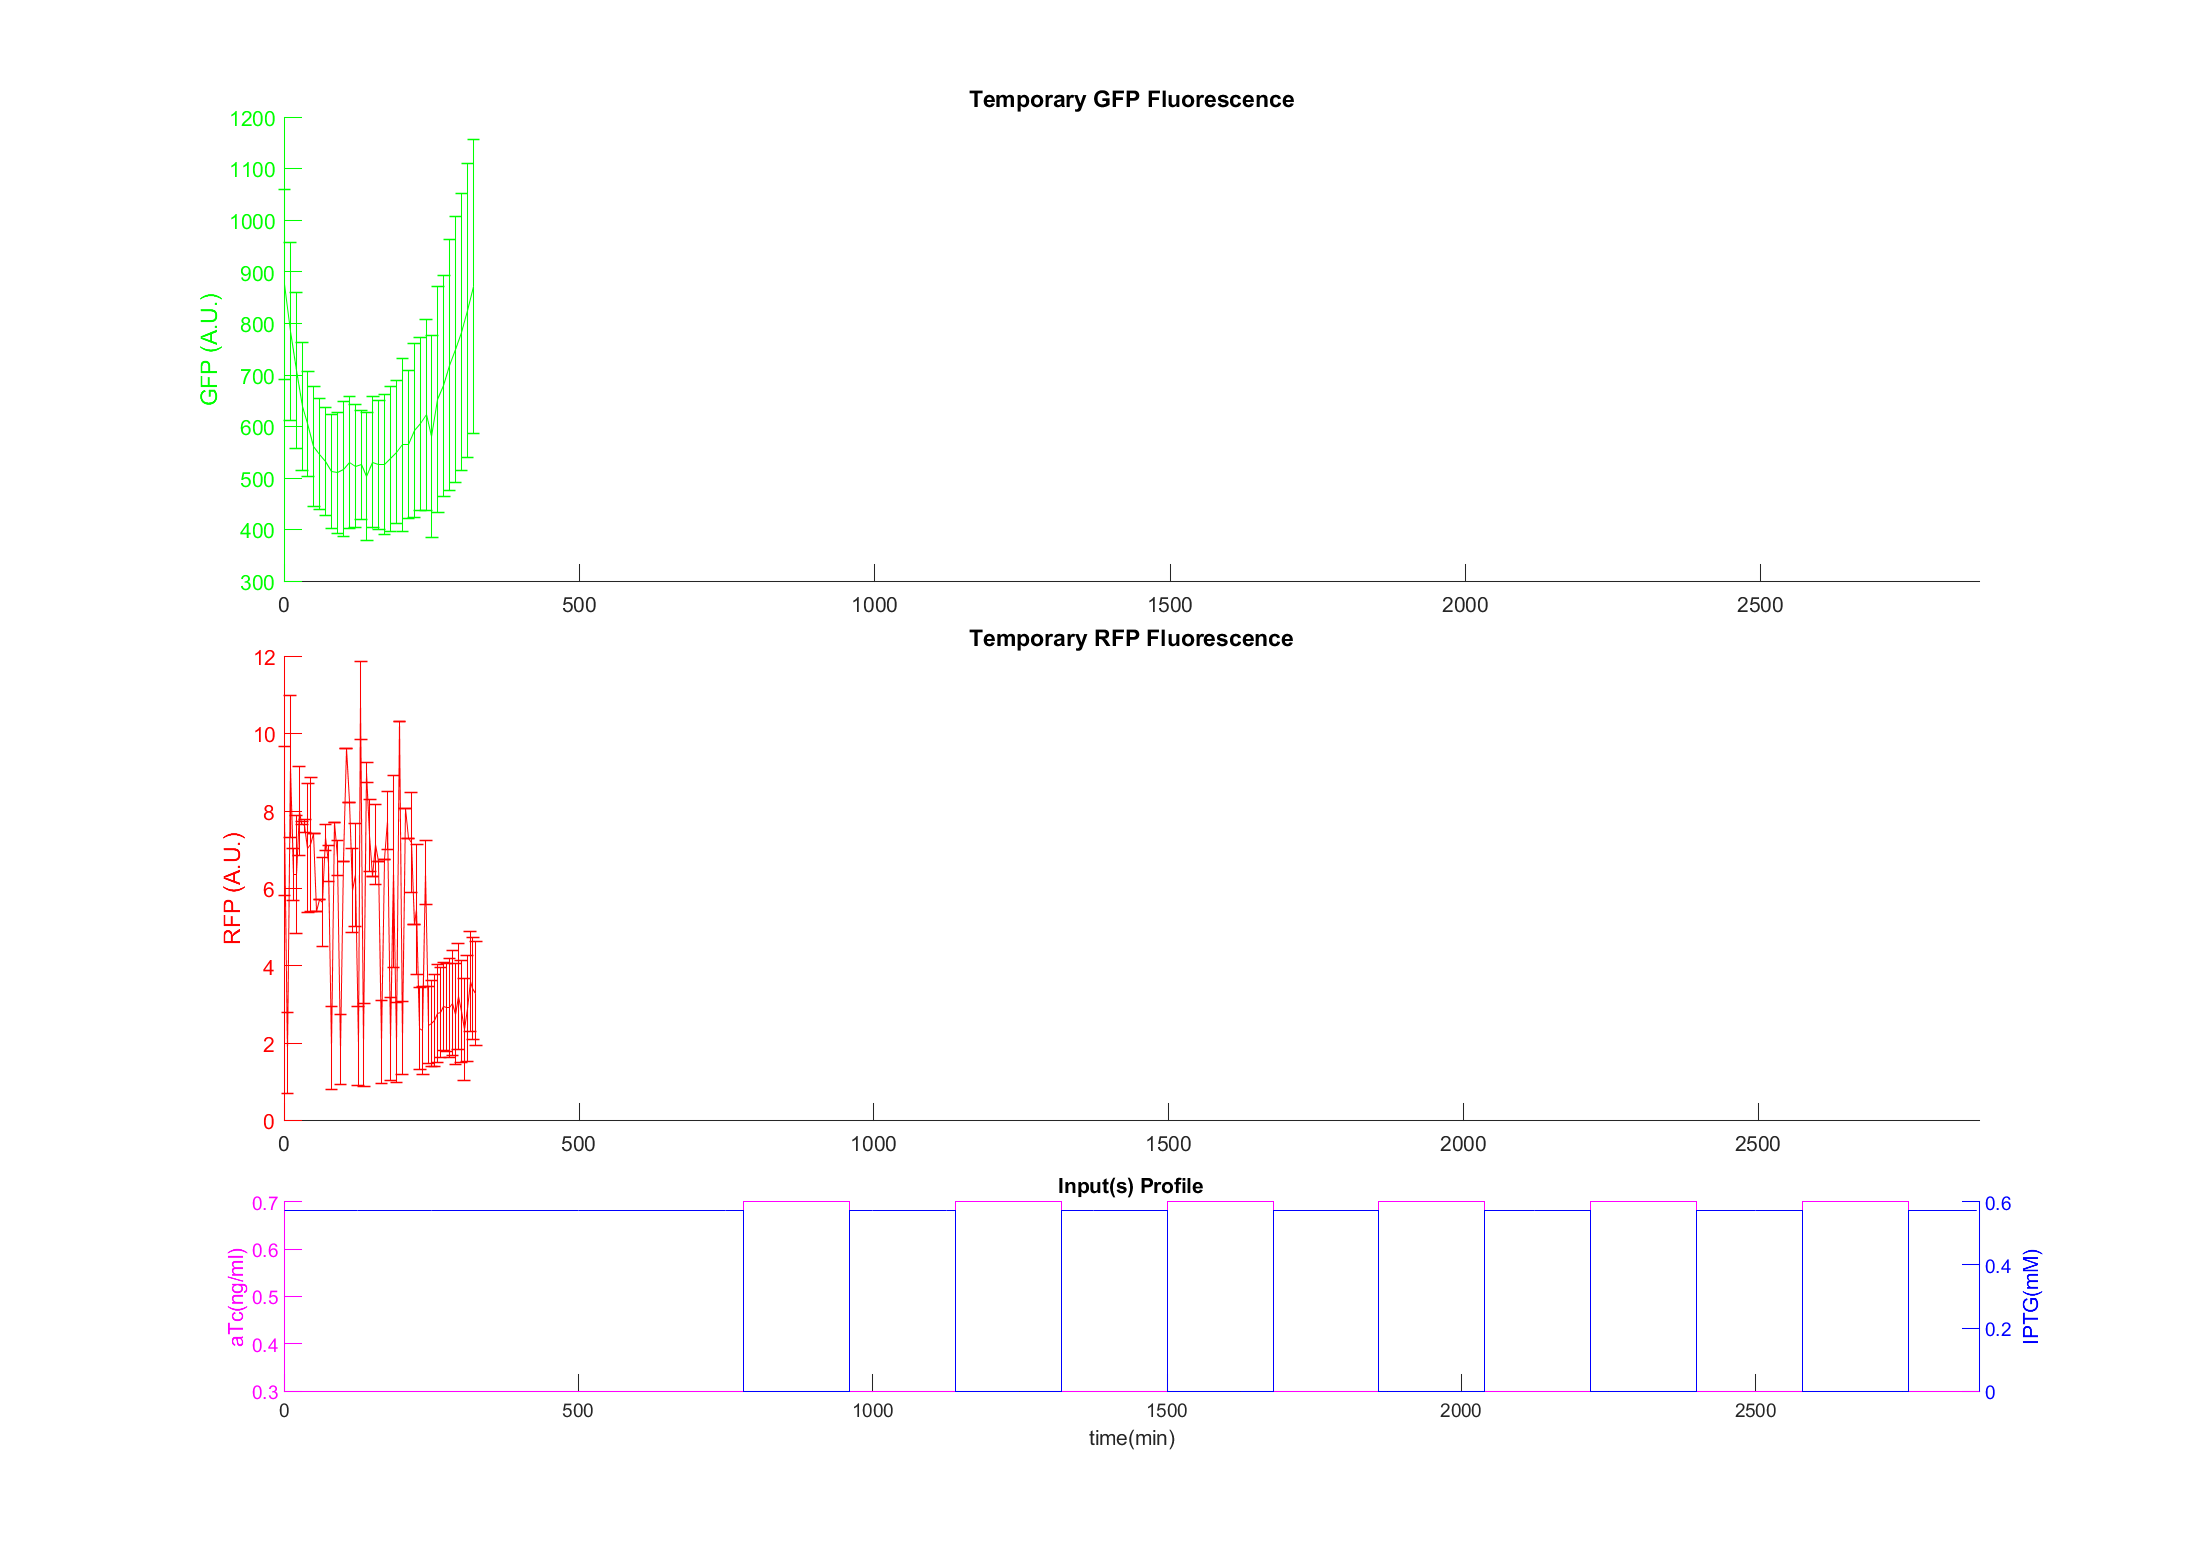 Temporary GFP Fluorescence
1200
1100
1000
900
800
700
600
500
400
300
GFP (A.U.)
0 500 1000 1500 2000 2500
Temporary RFP Fluorescence
12
10
8
6
4
2
0
RFP (A.U.)
0 500 1000 1500 2000 2500
Input(s) Profile
0.7
0.6
0.5
0.4
0.3
aTc(ng/ml)
0.6
0.4
0.2
0
IPTG(mM)
0 500 1000 1500 2000 2500
time(min)